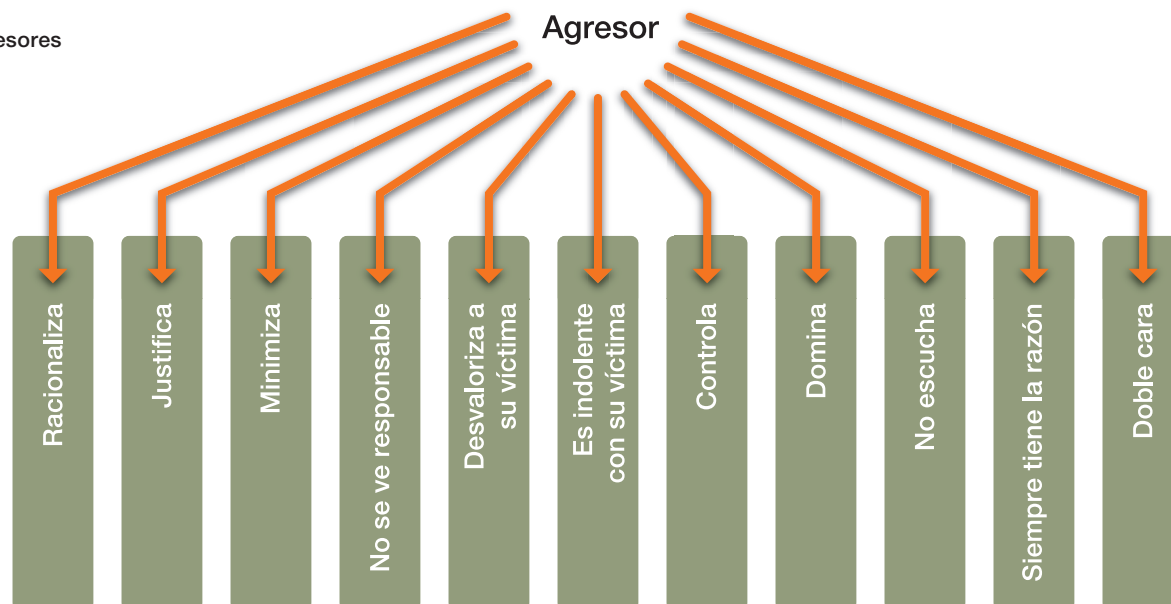 Agresor
Racionaliza
Justifica
Minimiza
No se ve responsable
Desvaloriza a
su víctima
Es indolente
con su víctima
Controla
Domina
No escucha
Siempre tiene la razón
Doble cara